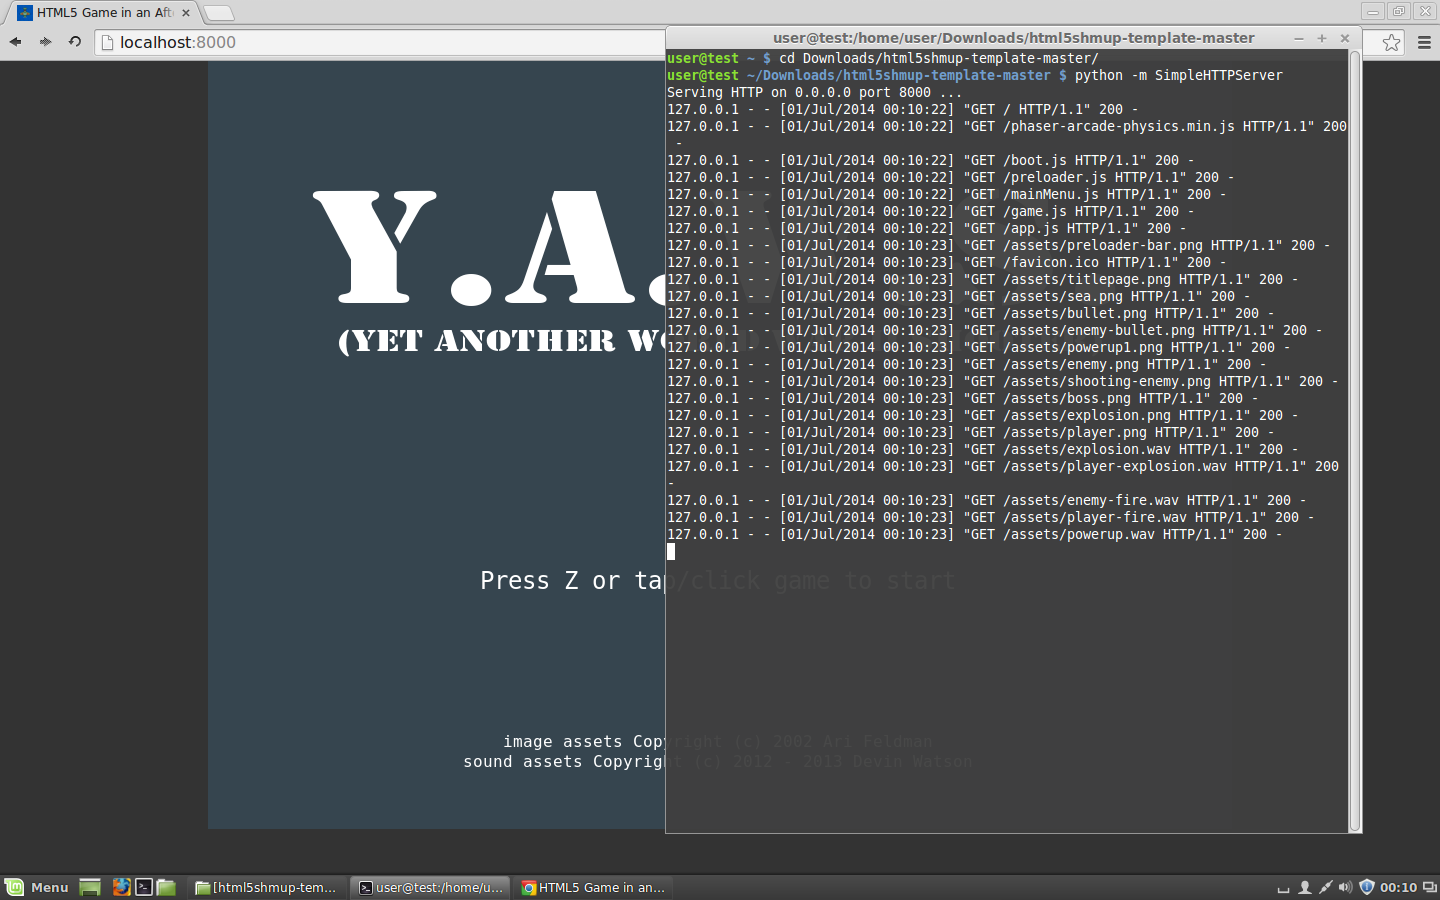 HTML5 Game in an Aft
localhost:8000
user@test:/home/user/Downloads/html5shmup-template-master
user@test ~ $ cd Downloads/html5shmup-template-master/
user@test ~/Downloads/html5shmup-template-master $ python -m SimpleHTTPServer
Serving HTTP on 0.0.0.0 port 8000 ...
127.0.0.1 - - [01/Jul/2014 00:10:22] "GET / HTTP/1.1" 200 -
127.0.0.1 - - [01/Jul/2014 00:10:22] "GET /phaser-arcade-physics.min.js HTTP/1.1" 200
-
127.0.0.1 - - [01/Jul/2014 00:10:22] "GET /boot.js HTTP/1.1" 200 -
127.0.0.1 - - [01/Jul/2014 00:10:22] "GET /preloader.js HTTP/1.1" 200 -
127.0.0.1 - - [01/Jul/2014 00:10:22] "GET /mainMenu.js HTTP/1.1" 200 -
127.0.0.1 - - [01/Jul/2014 00:10:22] "GET /game.js HTTP/1.1" 200 -
127.0.0.1 - - [01/Jul/2014 00:10:22] "GET /app.js HTTP/1.1" 200 -
127.0.0.1 - - [01/Jul/2014 00:10:23] "GET /assets/preloader-bar.png HTTP/1.1" 200 -
127.0.0.1 - - [01/Jul/2014 00:10:23] "GET /favicon.ico HTTP/1.1" 200 -
127.0.0.1 - - [01/Jul/2014 00:10:23] "GET /assets/titlepage.png HTTP/1.1" 200 -
127.0.0.1 - - [01/Jul/2014 00:10:23] "GET /assets/sea.png HTTP/1.1" 200 -
127.0.0.1 - - [01/Jul/2014 00:10:23] "GET /assets/bullet.png HTTP/1.1" 200 -
127.0.0.1 - - [01/Jul/2014 00:10:23] "GET /assets/enemy-bullet.png HTTP/1.1" 200 -
127.0.0.1 - - [01/Jul/2014 00:10:23] "GET /assets/powerup1.png HTTP/1.1" 200 -
127.0.0.1 - - [01/Jul/2014 00:10:23] "GET /assets/enemy.png HTTP/1.1" 200 -
127.0.0.1 - - [01/Jul/2014 00:10:23] "GET /assets/shooting-enemy.png HTTP/1.1" 200 -
127.0.0.1 - - [01/Jul/2014 00:10:23] "GET /assets/boss.png HTTP/1.1" 200 -
127.0.0.1 - - [01/Jul/2014 00:10:23] "GET /assets/explosion.png HTTP/1.1" 200 -
127.0.0.1 - - [01/Jul/2014 00:10:23] "GET /assets/player.png HTTP/1.1" 200 -
127.0.0.1 - - [01/Jul/2014 00:10:23] "GET /assets/explosion.wav HTTP/1.1" 200 -
127.0.0.1 - - [01/Jul/2014 00:10:23] "GET /assets/player-explosion.wav HTTP/1.1" 200
-
127.0.0.1 - - [01/Jul/2014 00:10:23] "GET /assets/enemy-fire.wav HTTP/1.1" 200 -
127.0.0.1 - - [01/Jul/2014 00:10:23] "GET /assets/player-fire.wav HTTP/1.1" 200 -
127.0.0.1 - - [01/Jul/2014 00:10:23] "GET /assets/powerup.wav HTTP/1.1" 200 -
Y.A.
(YET ANOTHER
Press Z or tap/click game to start
image assets Copyright (c) 2002 Ari Feldman
sound assets Copyright (c) 2012 - 2013 Devin Watson
Menu
[html5shmup-tem...
user@test:/home/u...
HTML5 Game in an...
00:10